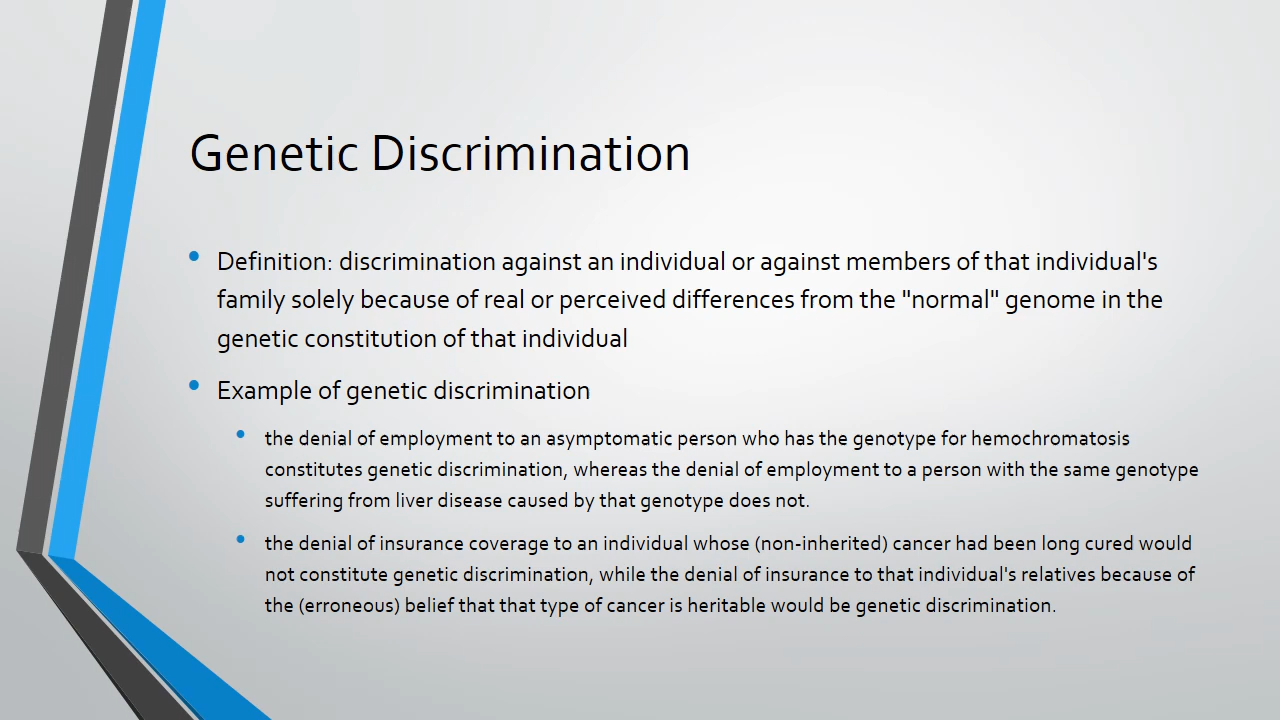 Genetic Discrimination
• Definition: discrimination against an individual or against members of that individual's
family solely because of real or perceived differences from the "normal" genome in the
genetic constitution of that individual
• Example of genetic discrimination
• the denial of employment to an asymptomatic person who has the genotype for hemochromatosis
constitutes genetic discrimination, whereas the denial of employment to a person with the same genotype
suffering from liver disease caused by that genotype does not.
• the denial of insurance coverage to an individual whose (non-inherited) cancer had been long cured would
not constitute genetic discrimination, while the denial of insurance to that individual's relatives because of
the (erroneous) belief that that type of cancer is heritable would be genetic discrimination.